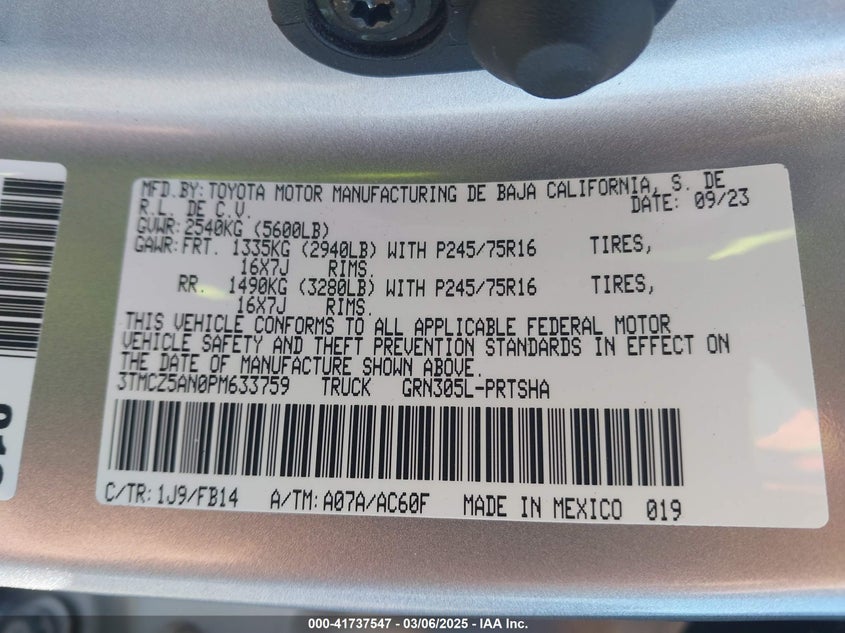 MFD.BY: TOYOTA MOTOR MANUFACTURING DE BAJA CALIFORNIA, S. DE
R.L. DE C.V. DATE: 09/23
GVWR: 2540KG (5600LB)
GAWR: FRT. 1335KG (2940LB) WITH P245/75R16 TIRES,
16X7J RIMS.
RR. 1490KG (3280LB) WITH P245/75R16 TIRES,
16X7J RIMS.
THIS VEHICLE CONFORMS TO ALL APPLICABLE FEDERAL MOTOR
VEHICLE SAFETY AND THEFT PREVENTION STANDARDS IN EFFECT ON
THE DATE OF MANUFACTURE SHOWN ABOVE.
3TMCZ5AN0PM633759 TRUCK GRN305L-PRTSHA
C/TR: 1J9/FB14 A/TM: A07A/AC60F MADE IN MEXICO 019
000-41737547 - 03/06/2025 - IAA Inc.